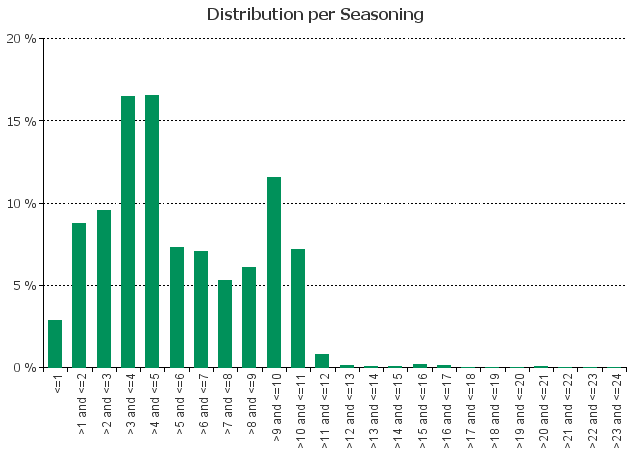 Distribution per Seasoning
20 %
15 %
10 %
5 %
0 %
<=1
>1 and <=2
>2 and <=3
>3 and <=4
>4 and <=5
>5 and <=6
>6 and <=7
>7 and <=8
>8 and <=9
>9 and <=10
>10 and <=11
>11 and <=12
>12 and <=13
>13 and <=14
>14 and <=15
>15 and <=16
>16 and <=17
>17 and <=18
>18 and <=19
>19 and <=20
>20 and <=21
>21 and <=22
>22 and <=23
>23 and <=24